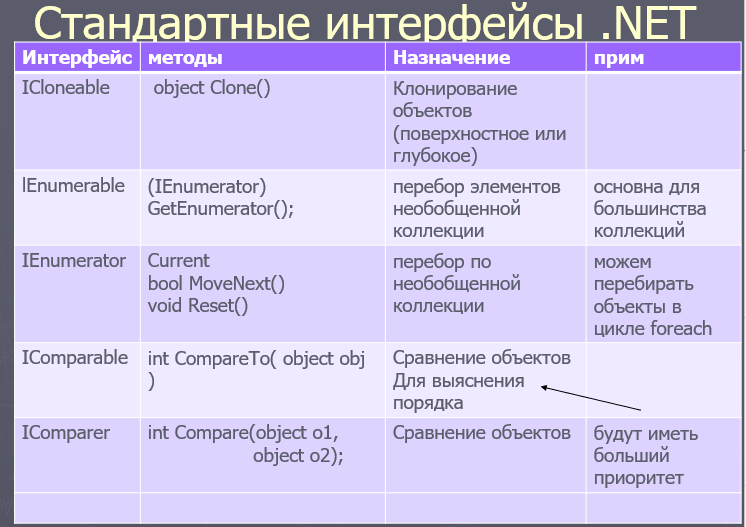 Стандартные интерфейсы .NET
Интерфейс методы Назначение прим
ICloneable object Clone() Клонирование
объектов
(поверхностное или
глубокое)
lEnumerable (IEnumerator) перебор элементов основна для
GetEnumerator(); необобщенной большинства
коллекции коллекций
IEnumerator Current перебор по можем
bool MoveNext() необобщенной перебирать
void Reset() коллекции объекты в
цикле foreach
IComparable int CompareTo( object obj Сравнение объектов
) Для выяснения
порядка
IComparer int Compare(object o1, Сравнение объектов будут иметь
object o2); больший
приоритет